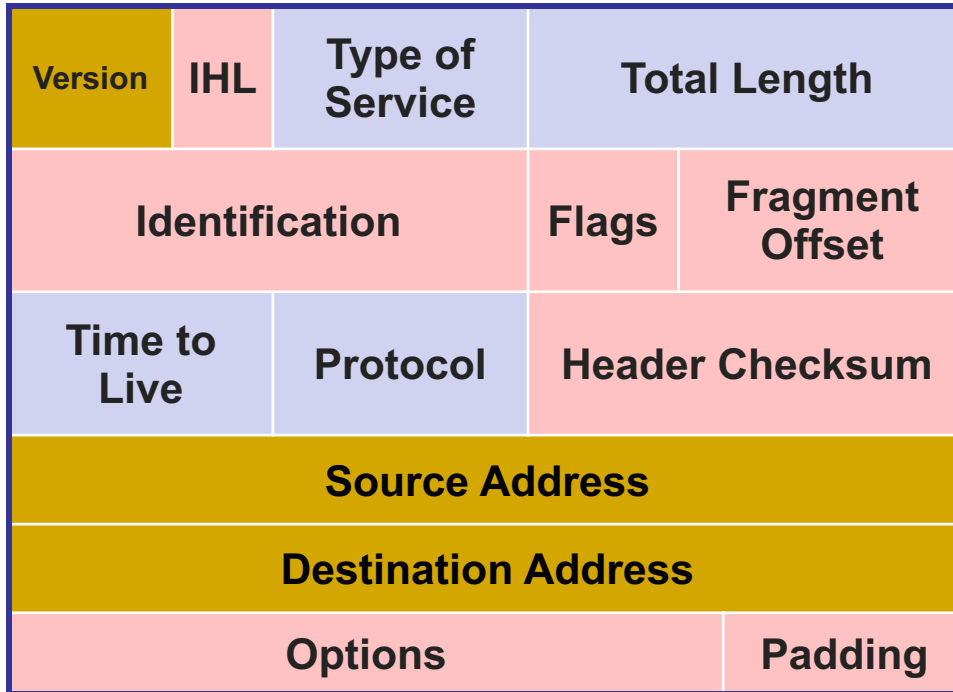 Version
IHL
Type of
Service
Total Length
Identification
Flags
Fragment
Offset
Time to
Live
Protocol
Header Checksum
Source Address
Destination Address
Options
Padding